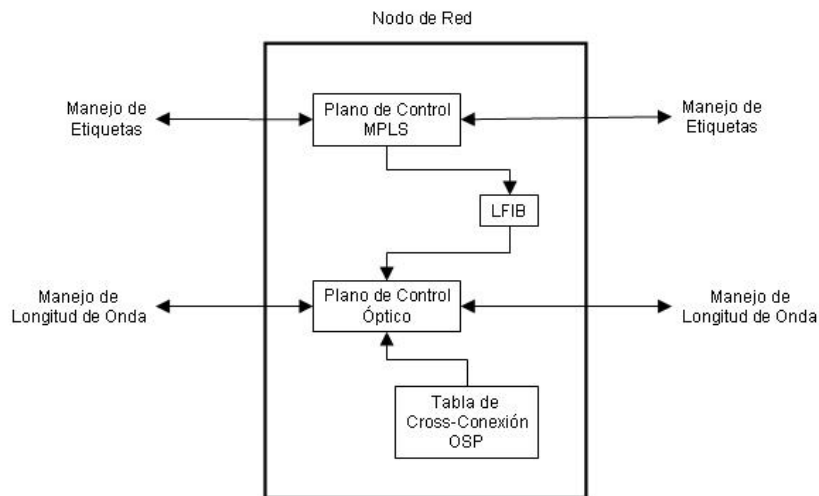 Nodo de Red
Manejo de
Etiquetas
Plano de Control
MPLS
Manejo de
Etiquetas
LFIB
Manejo de
Longitud de Onda
Plano de Control
Óptico
Manejo de
Longitud de Onda
Tabla de
Cross-Conexión
OSP